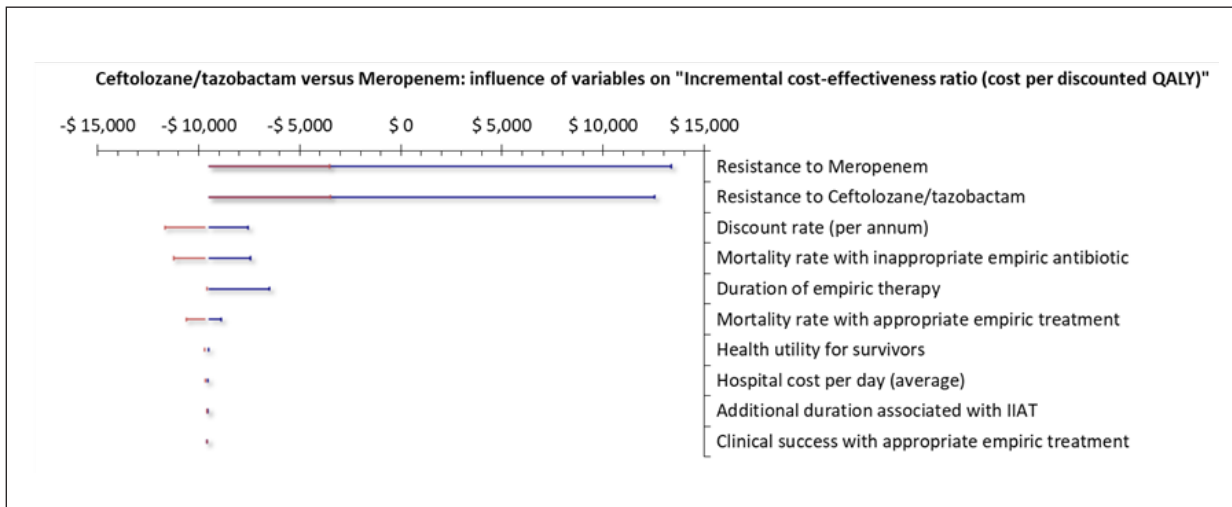 Ceftolozane/tazobactam versus Meropenem: influence of variables on "Incremental cost-effectiveness ratio (cost per discounted QALY)"
-$ 15,000 -$ 10,000 -$ 5,000 $ 0 $ 5,000 $ 10,000 $ 15,000
Resistance to Meropenem
Resistance to Ceftolozane/tazobactam
Discount rate (per annum)
Mortality rate with inappropriate empiric antibiotic
Duration of empiric therapy
Mortality rate with appropriate empiric treatment
Health utility for survivors
Hospital cost per day (average)
Additional duration associated with IIAT
Clinical success with appropriate empiric treatment